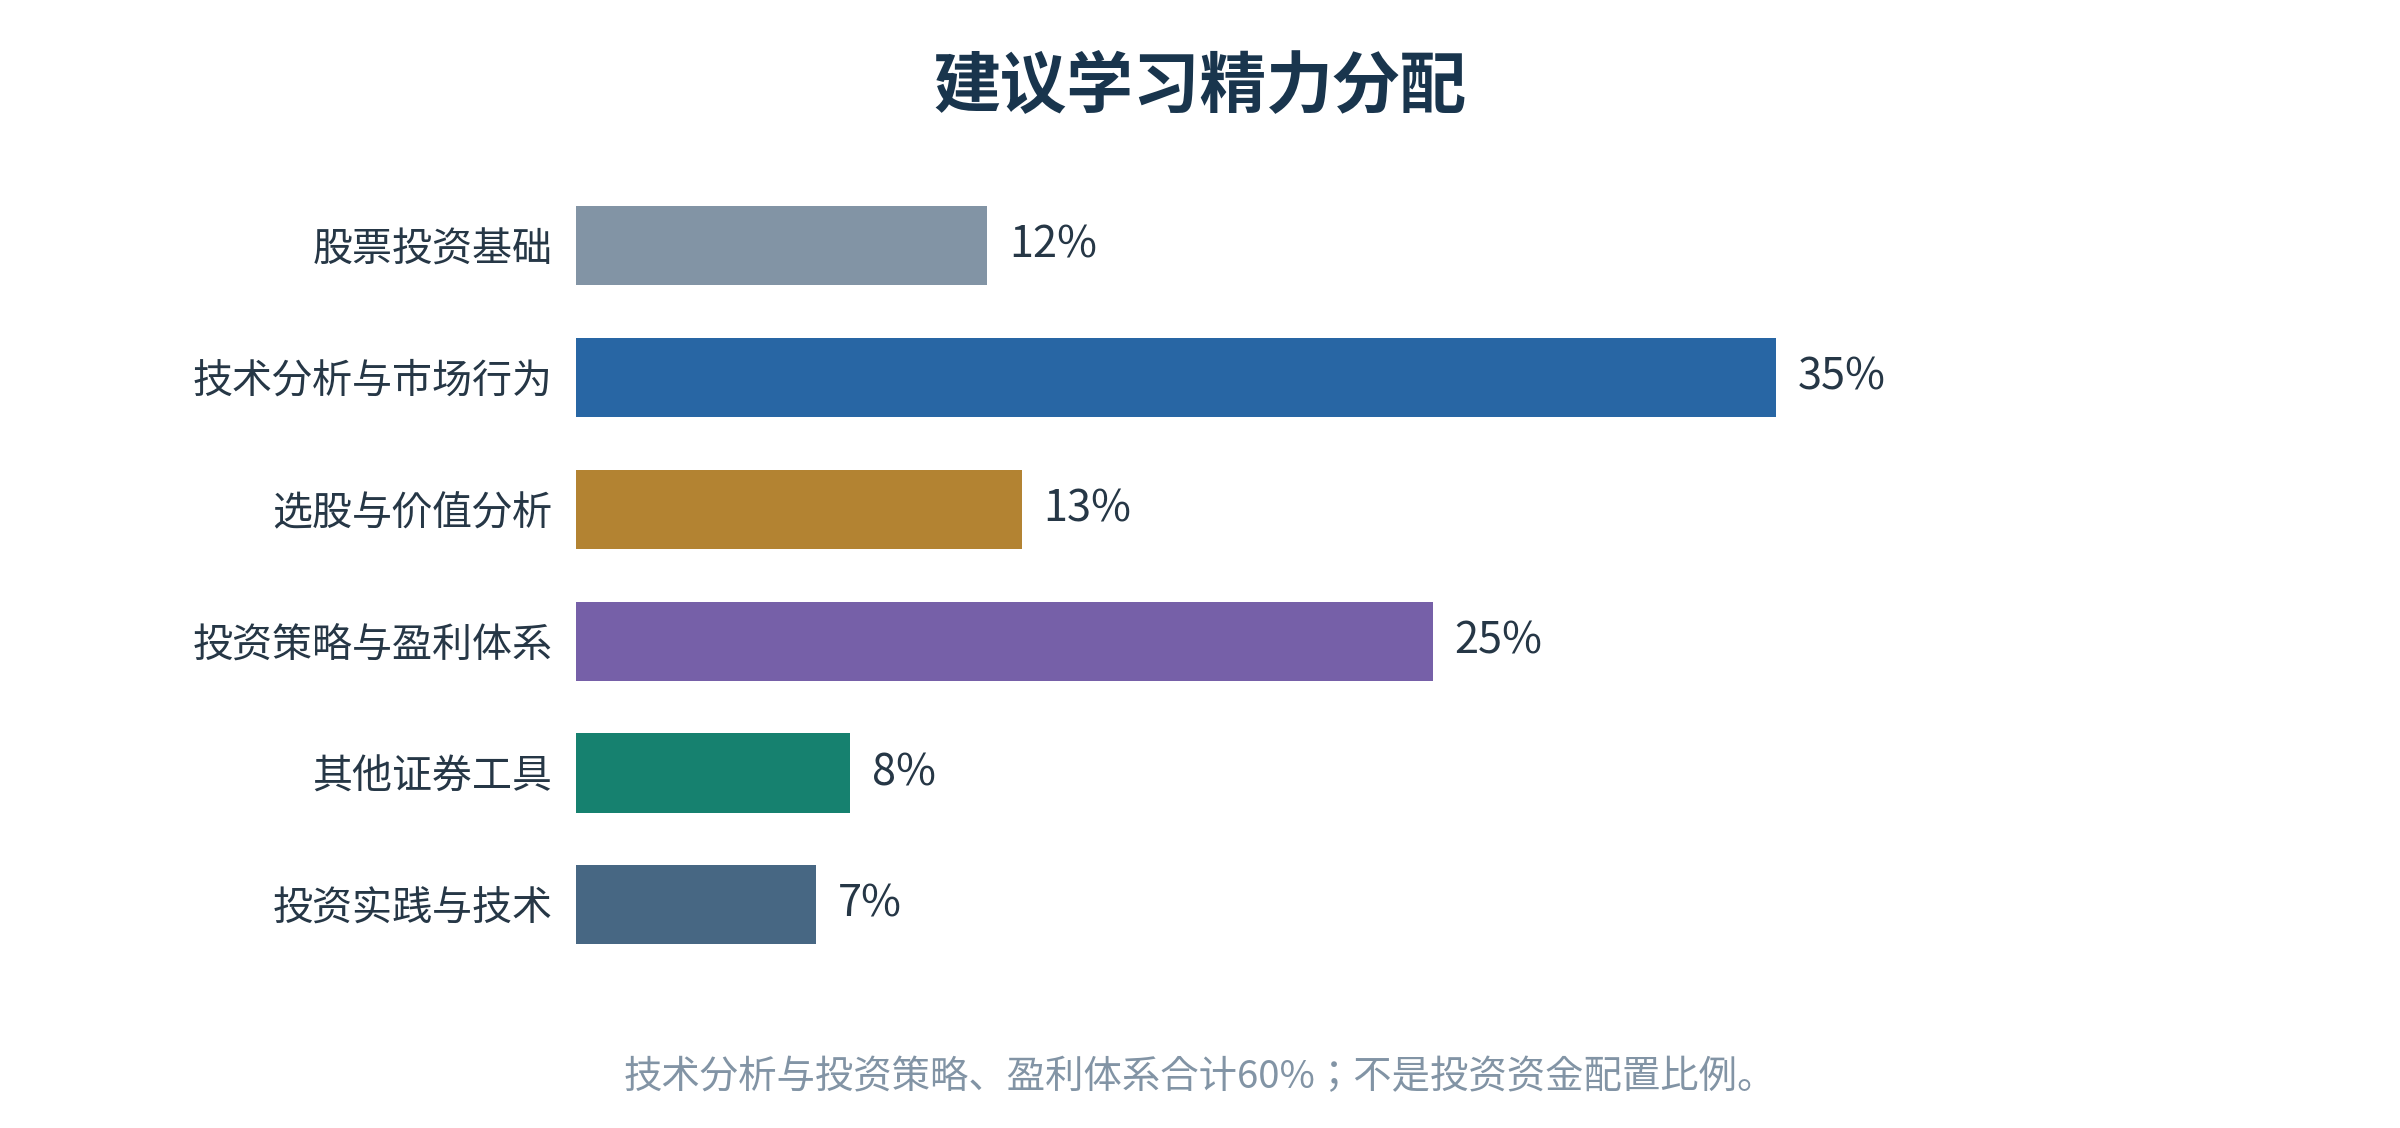 建议学习精力分配
股票投资基础 12%
技术分析与市场行为 35%
选股与价值分析 13%
投资策略与盈利体系 25%
其他证券工具 8%
投资实践与技术 7%
技术分析与投资策略、盈利体系合计60%；不是投资资金配置比例。